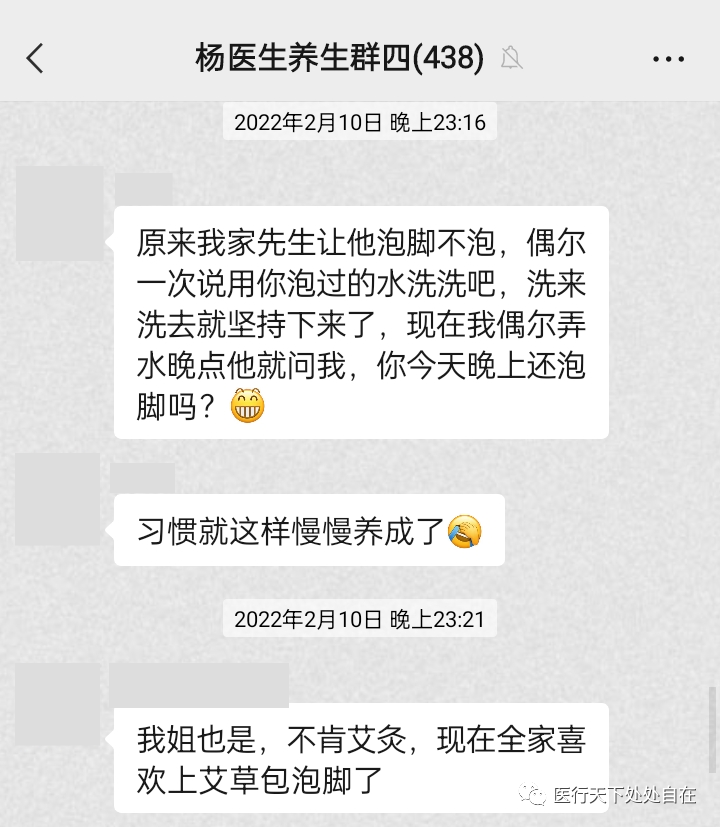 杨医生养生群四(438)
2022年2月10日 晚上23:16
原来我家先生让他泡脚不泡，偶尔
一次说用你泡过的水洗洗吧，洗来
洗去就坚持下来了，现在我偶尔弄
水晚点他就问我，你今天晚上还泡
脚吗？
习惯就这样慢慢养成了
2022年2月10日 晚上23:21
我姐也是，不肯艾灸，现在全家喜
欢上艾草包泡脚了
医行天下处处自在